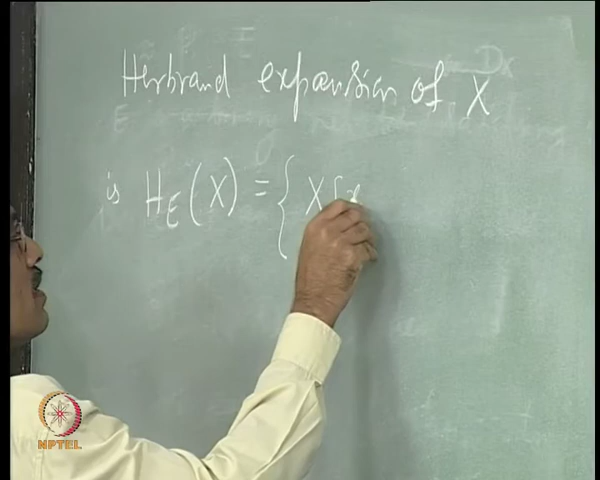 Herbrand expansion of X
is H_E(X) = { X[x
NPTEL